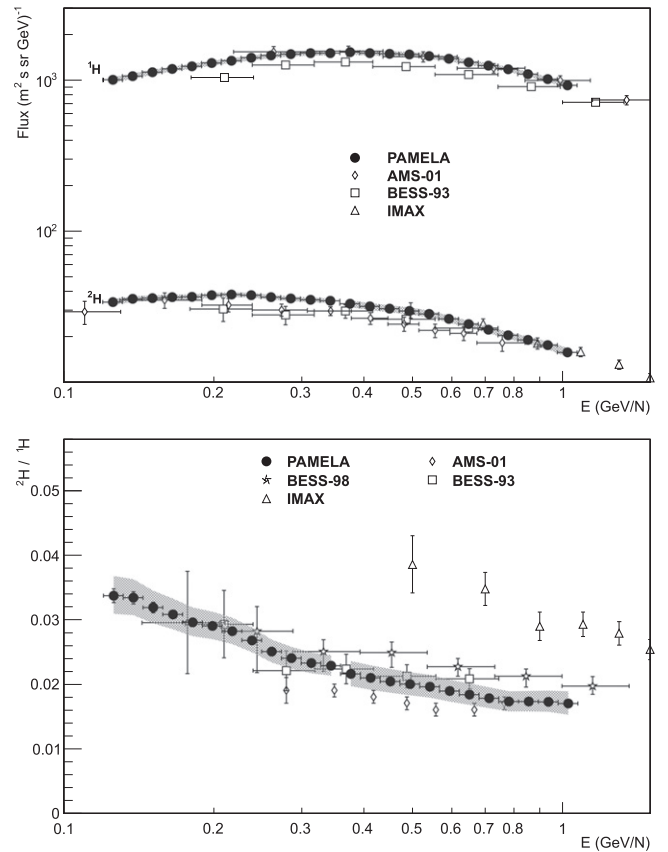 Flux (m² s sr GeV)⁻¹
10³
¹H
PAMELA
AMS-01
BESS-93
IMAX
10²
²H
0.1 0.2 0.3 0.4 0.5 0.6 0.7 0.8 1
E (GeV/N)
²H / ¹H
PAMELA AMS-01
BESS-98 BESS-93
IMAX
0.05
0.04
0.03
0.02
0.01
0
0.1 0.2 0.3 0.4 0.5 0.6 0.7 0.8 1
E (GeV/N)